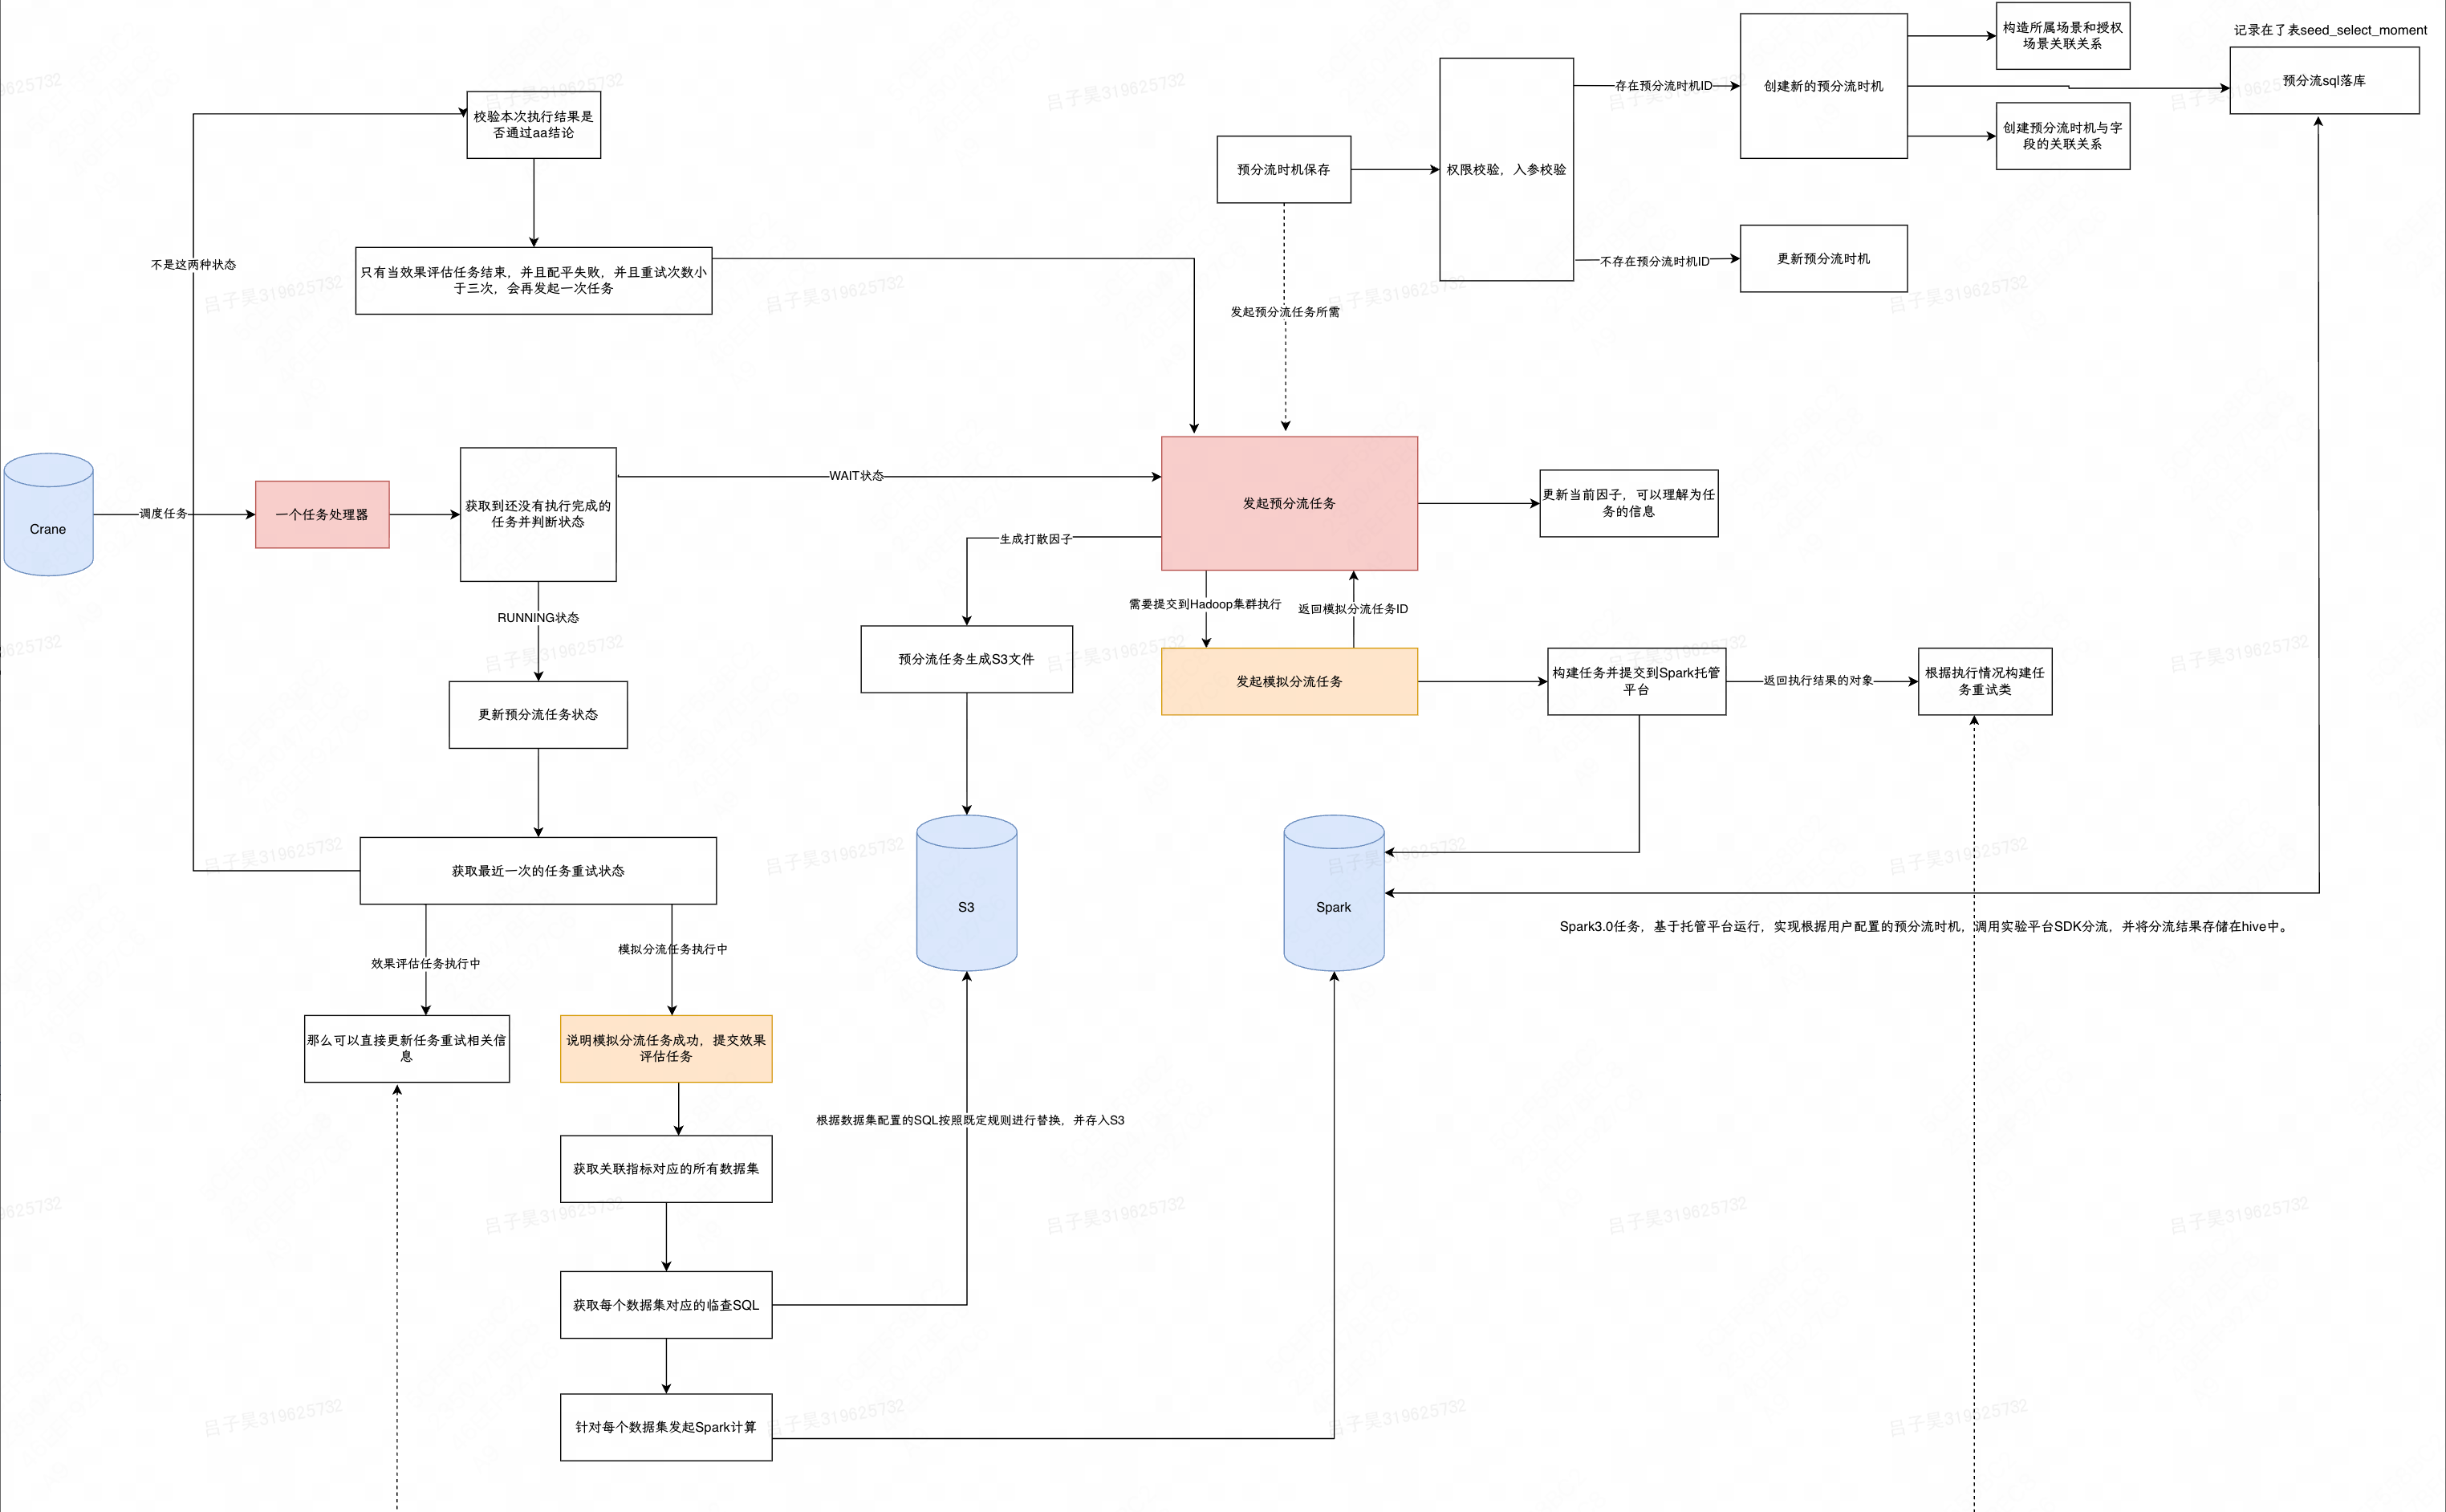 记录在了表seed_select_moment
构造所属场景和授权
场景关联关系
预分流sql落库
存在预分流时机ID
创建新的预分流时机
校验本次执行结果是
否通过aa结论
创建预分流时机与字
段的关联关系
预分流时机保存
权限校验，入参校验
不是这两种状态
只有当效果评估任务结束，并且配平失败，并且重试次数小
于三次，会再发起一次任务
不存在预分流时机ID
更新预分流时机
发起预分流任务所需
Crane
调度任务
一个任务处理器
获取到还没有执行完成的
任务并判断状态
WAIT状态
发起预分流任务
更新当前因子，可以理解为任
务的信息
生成打散因子
RUNNING状态
需要提交到Hadoop集群执行
返回模拟分流任务ID
预分流任务生成S3文件
发起模拟分流任务
构建任务并提交到Spark托管
平台
返回执行结果的对象
根据执行情况构建任
务重试类
更新预分流任务状态
获取最近一次的任务重试状态
S3
Spark
Spark3.0任务，基于托管平台运行，实现根据用户配置的预分流时机，调用实验平台SDK分流，并将分流结果存储在hive中。
效果评估任务执行中
模拟分流任务执行中
那么可以直接更新任务重试相关信
息
说明模拟分流任务成功，提交效果
评估任务
根据数据集配置的SQL按照既定规则进行替换，并存入S3
获取关联指标对应的所有数据集
获取每个数据集对应的临查SQL
针对每个数据集发起Spark计算
吕子昊319625732